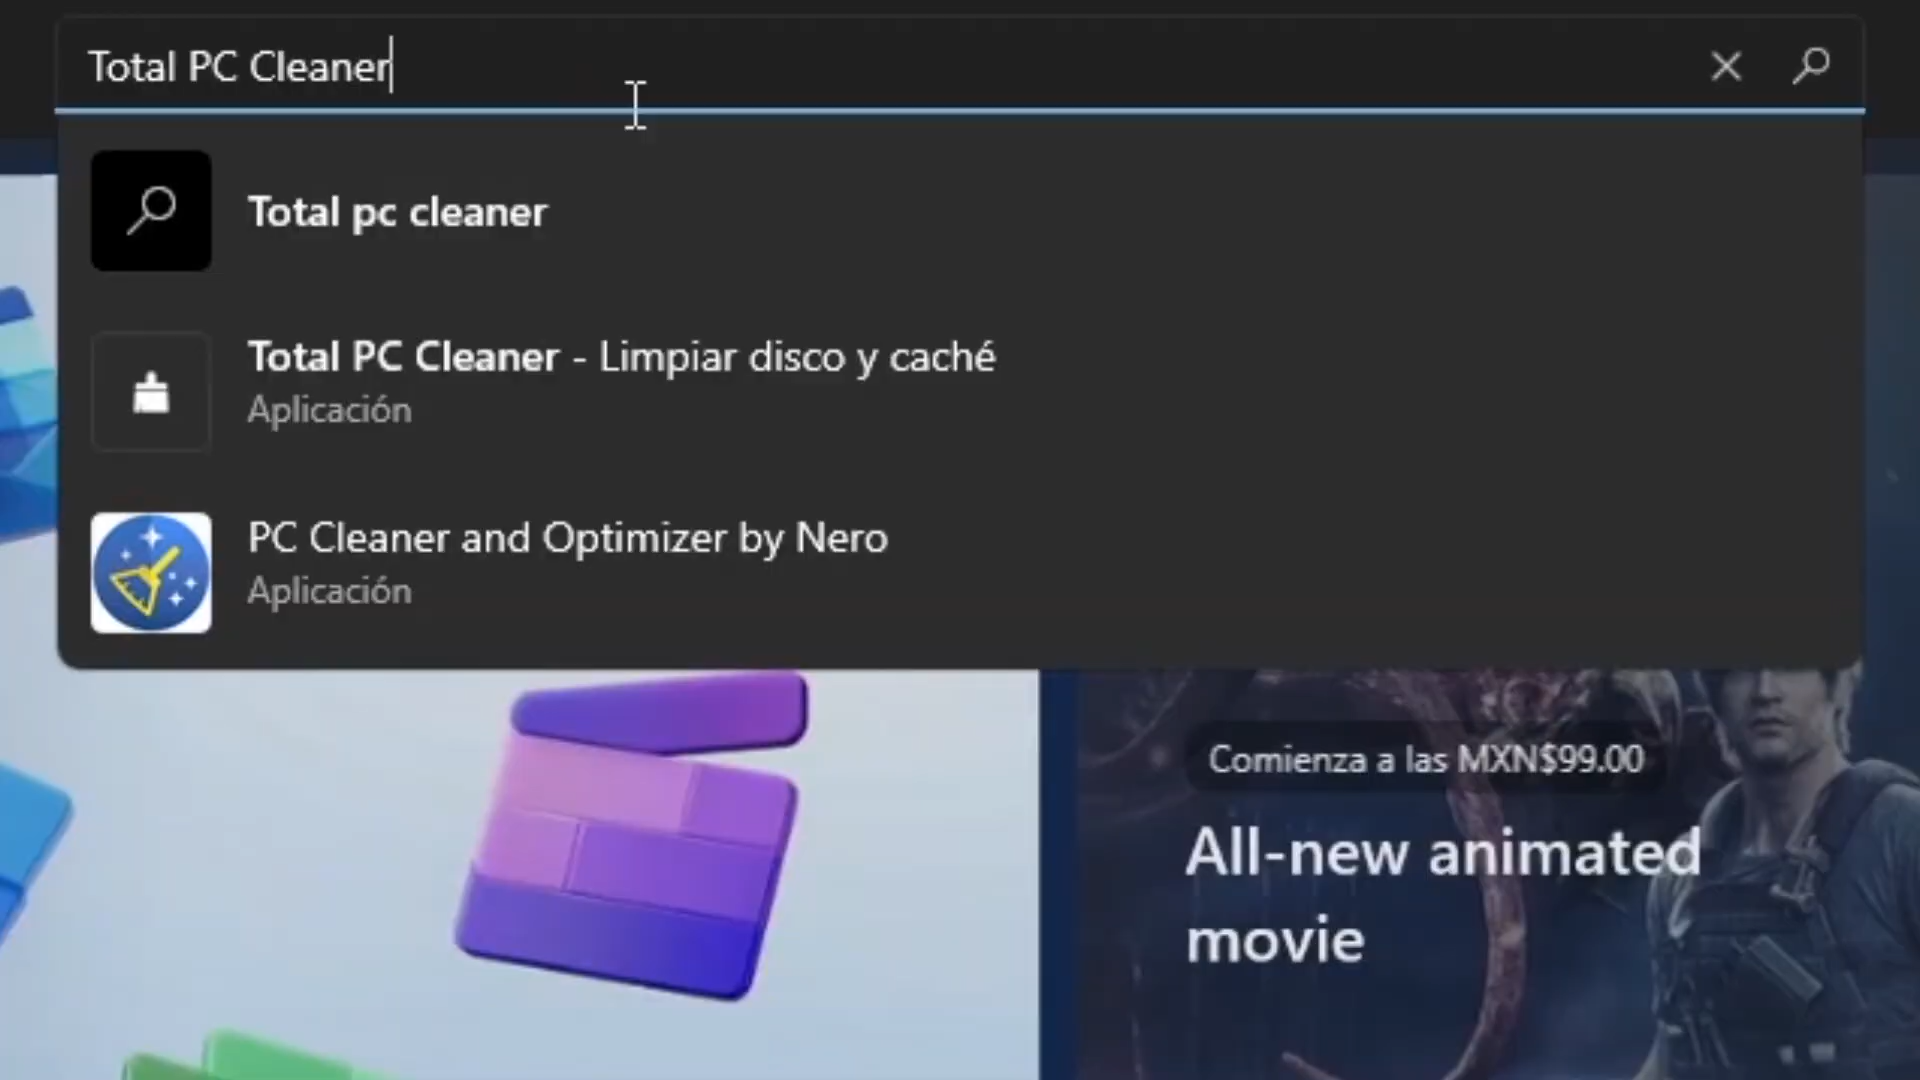 Total PC Cleaner
Total pc cleaner
Total PC Cleaner - Limpiar disco y caché
Aplicación
PC Cleaner and Optimizer by Nero
Aplicación
Comienza a las MXN$99.00
All-new animated
movie